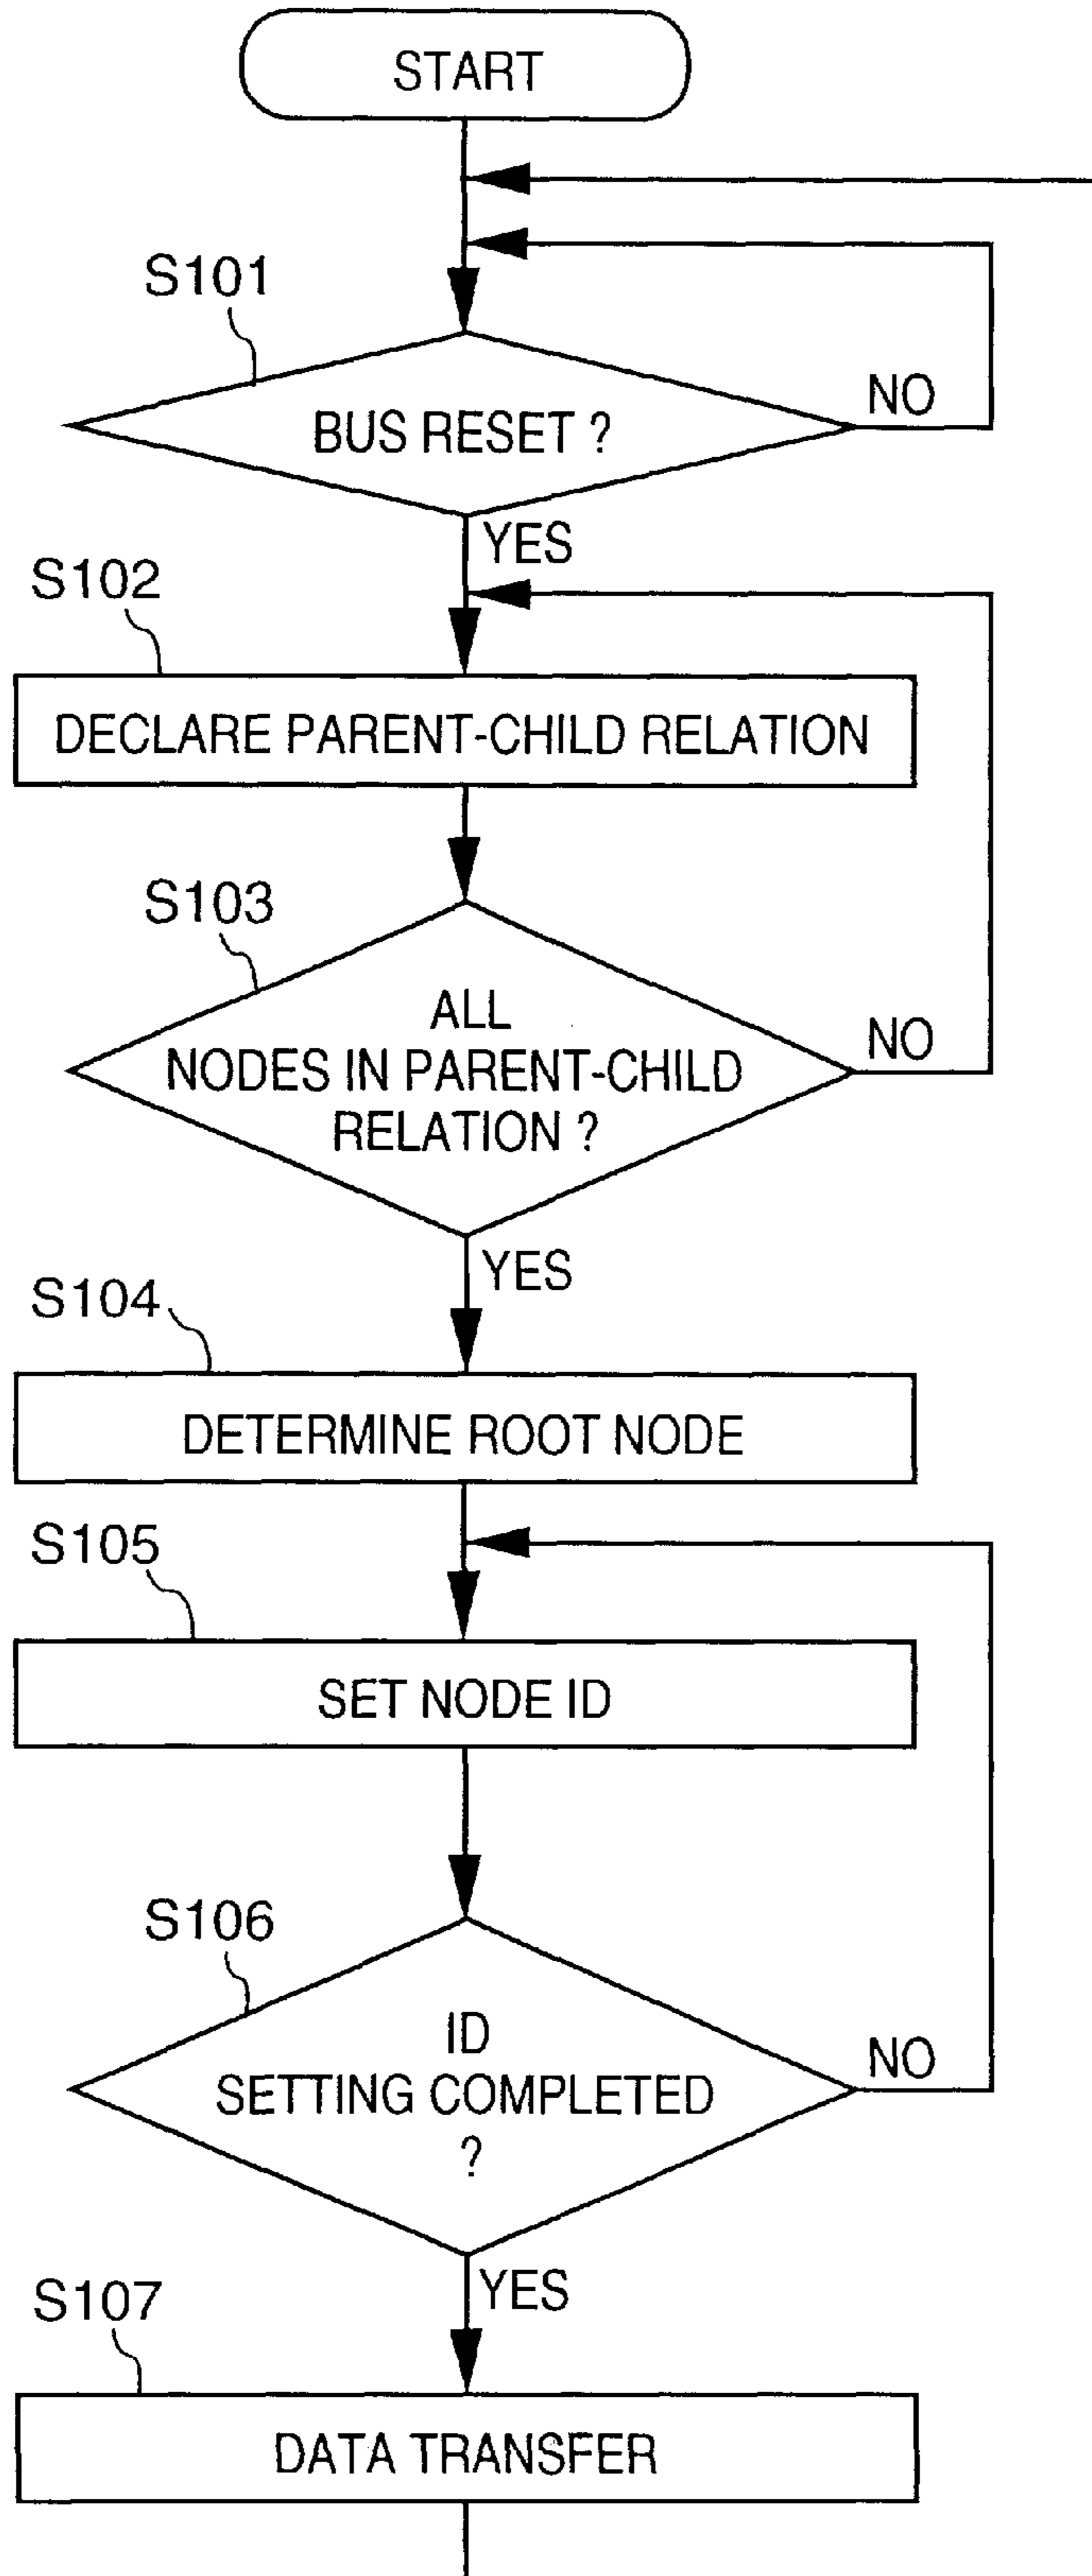 START
S101
BUS RESET ?
NO
YES
S102
DECLARE PARENT-CHILD RELATION
S103
ALL
NODES IN PARENT-CHILD
RELATION ?
NO
YES
S104
DETERMINE ROOT NODE
S105
SET NODE ID
S106
ID
SETTING COMPLETED
?
NO
YES
S107
DATA TRANSFER